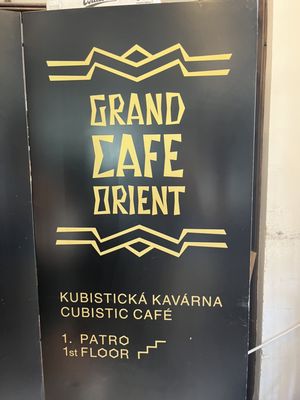 GRAND
CAFE
ORIENT
KUBISTICKÁ KAVÁRNA
CUBISTIC CAFÉ
1. PATRO
1st FLOOR